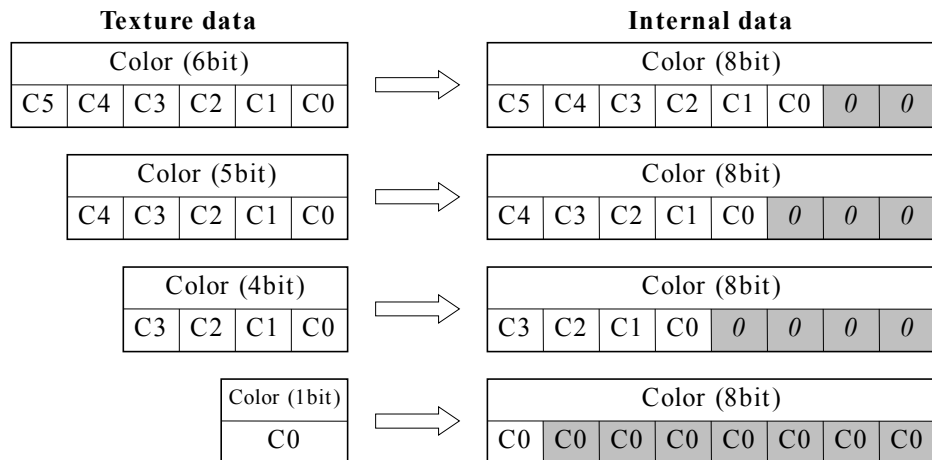 Texture data Internal data
Color (6bit) Color (8bit)
C5 C4 C3 C2 C1 C0 C5 C4 C3 C2 C1 C0 0 0
Color (5bit) Color (8bit)
C4 C3 C2 C1 C0 C4 C3 C2 C1 C0 0 0 0
Color (4bit) Color (8bit)
C3 C2 C1 C0 C3 C2 C1 C0 0 0 0 0
Color (1bit) Color (8bit)
C0 C0 C0 C0 C0 C0 C0 C0 C0